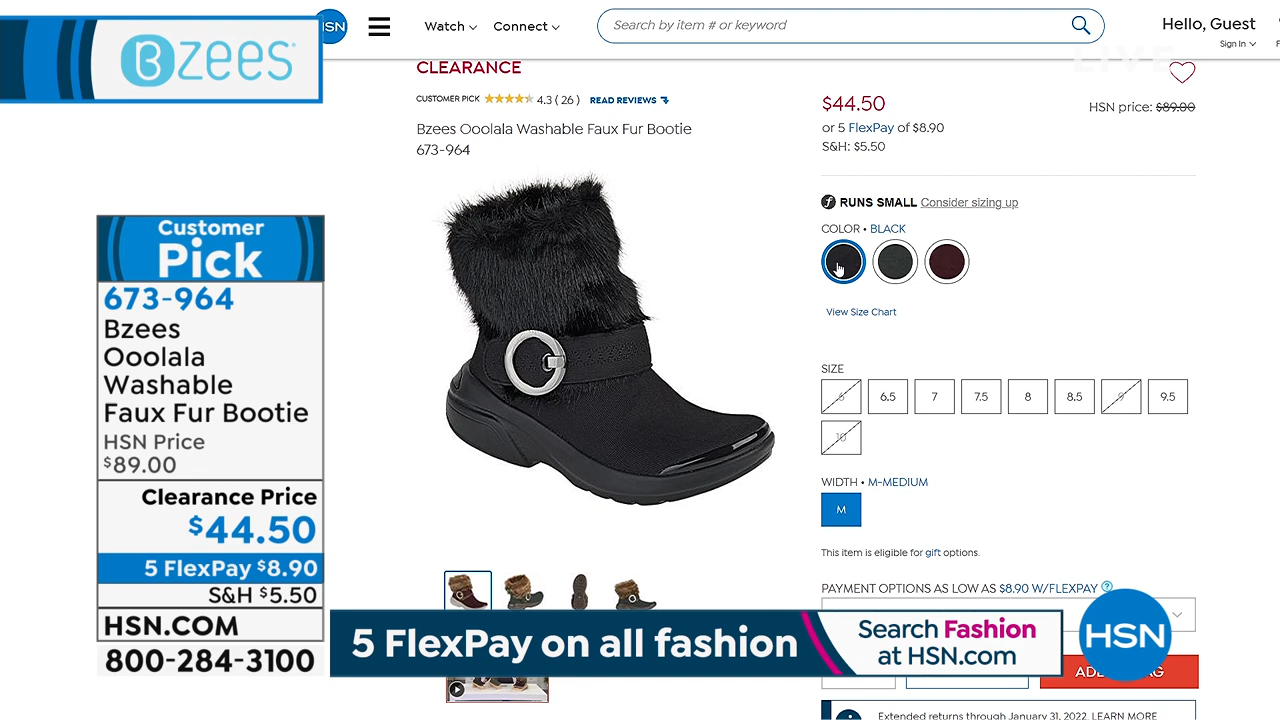 Bzees
HSN
Watch
Connect
Search by item # or keyword
Hello, Guest
Sign In
LIVE
CLEARANCE
CUSTOMER PICK
4.3 ( 26 )
READ REVIEWS
Bzees Ooolala Washable Faux Fur Bootie
673-964
$44.50
HSN price: $89.00
or 5 FlexPay of $8.90
S&H: $5.50
RUNS SMALL Consider sizing up
COLOR • BLACK
View Size Chart
SIZE
6 6.5 7 7.5 8 8.5 9 9.5
10
WIDTH • M-MEDIUM
M
This item is eligible for gift options.
PAYMENT OPTIONS AS LOW AS $8.90 W/FLEXPAY ?
Extended returns through January 31, 2022. LEARN MORE
Customer
Pick
673-964
Bzees
Ooolala
Washable
Faux Fur Bootie
HSN Price
$89.00
Clearance Price
$44.50
5 FlexPay $8.90
S&H $5.50
HSN.COM
800-284-3100
5 FlexPay on all fashion
Search Fashion
at HSN.com
HSN